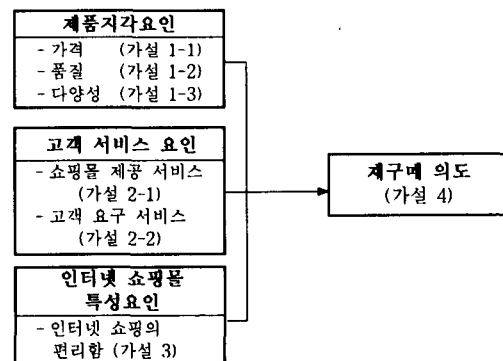 제품지각요인
- 가격 (가설 1-1)
- 품질 (가설 1-2)
- 다양성 (가설 1-3)
고객 서비스 요인
- 쇼핑몰 제공 서비스
(가설 2-1)
- 고객 요구 서비스
(가설 2-2)
재구매 의도
(가설 4)
인터넷 쇼핑몰
특성요인
- 인터넷 쇼핑의
편리함 (가설 3)